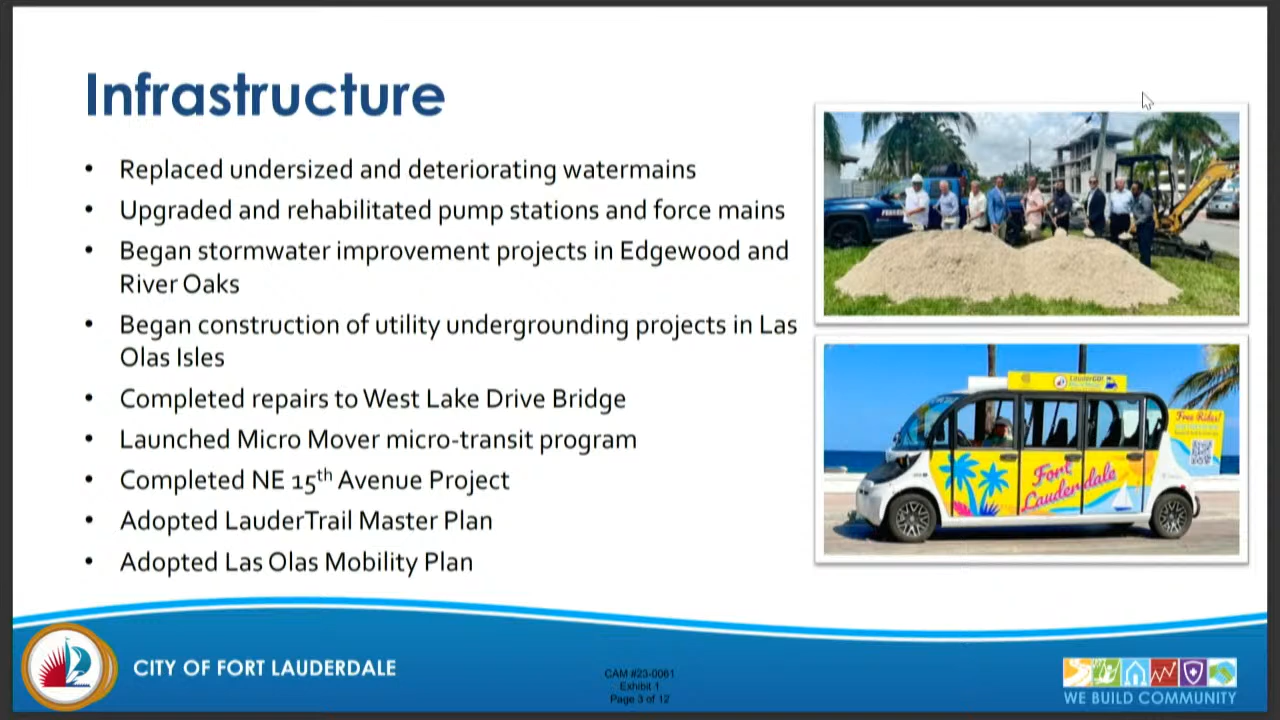 Infrastructure
• Replaced undersized and deteriorating watermains
• Upgraded and rehabilitated pump stations and force mains
• Began stormwater improvement projects in Edgewood and
River Oaks
• Began construction of utility undergrounding projects in Las
Olas Isles
• Completed repairs to West Lake Drive Bridge
• Launched Micro Mover micro-transit program
• Completed NE 15th Avenue Project
• Adopted LauderTrail Master Plan
• Adopted Las Olas Mobility Plan
Free Rides!
Fort
Lauderdale
CITY OF FORT LAUDERDALE
CAM #23-0061
Exhibit 1
Page 3 of 12
WE BUILD COMMUNITY